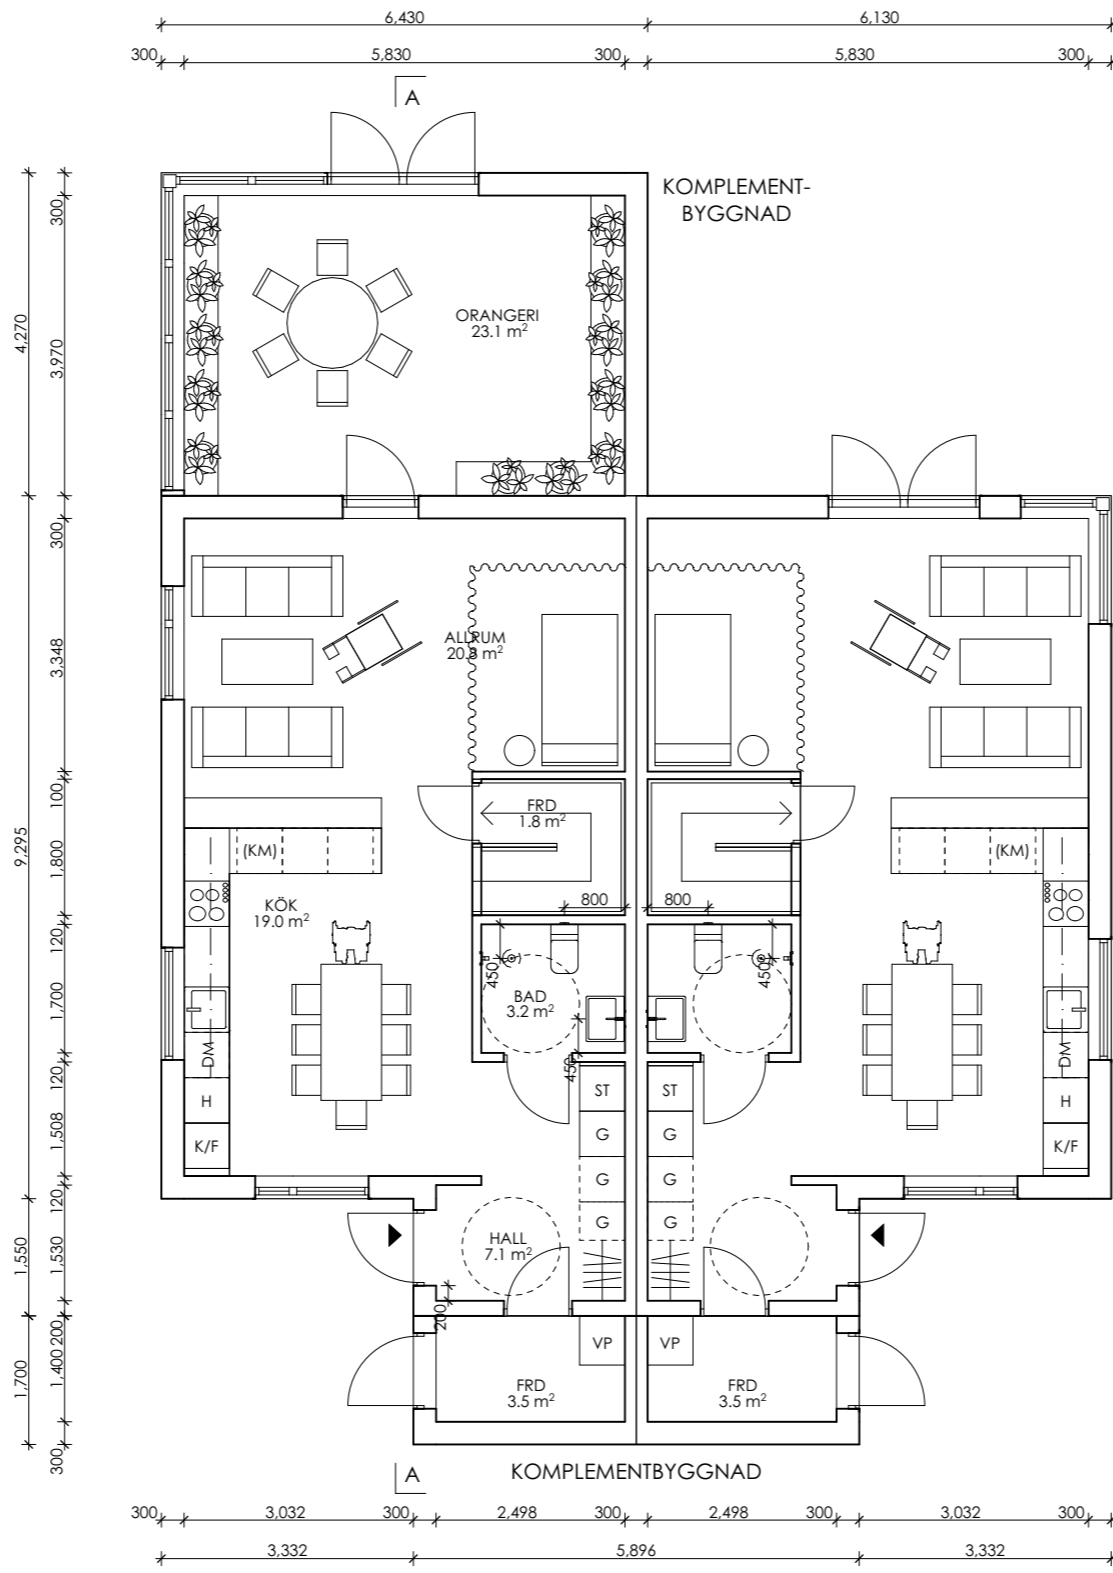 6,430
6,130
300
5,830
300
5,830
300
A
KOMPLEMENT-
BYGGNAD
300
4,270
3,970
ORANGERI
23.1 m²
300
ALLRUM
20.8 m²
3,348
100
FRD
1.8 m²
9,295
1,800
(KM)
(KM)
KÖK
19.0 m²
800
800
120
450
450
BAD
3.2 m²
1,700
DM
DM
450
120
ST
ST
H
H
1,508
G
G
K/F
K/F
G
G
120
G
G
HALL
7.1 m²
1,550
1,530
200
200
VP
VP
1,700
1,400
FRD
3.5 m²
FRD
3.5 m²
300
A
KOMPLEMENTBYGGNAD
300
3,032
300
2,498
300
2,498
300
3,032
300
3,332
5,896
3,332